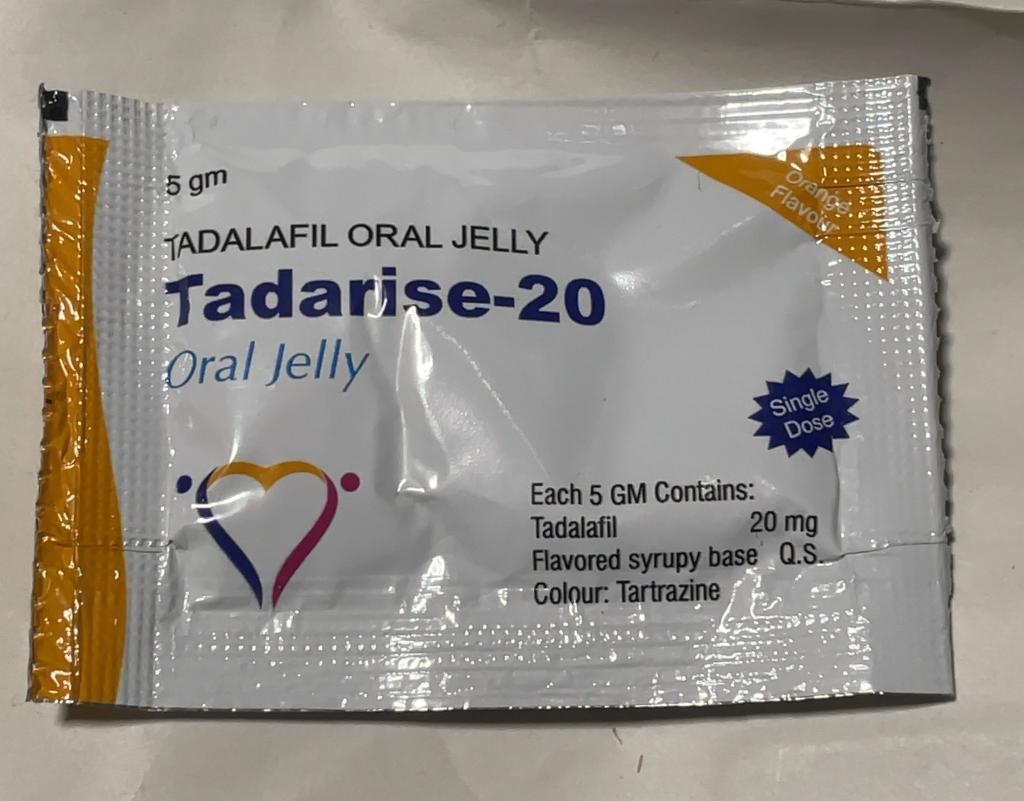 5 gm
Orange
Flavour
TADALAFIL ORAL JELLY
Tadarise-20
Oral Jelly
Single
Dose
Each 5 GM Contains:
Tadalafil 20 mg
Flavored syrupy base Q.S.
Colour: Tartrazine